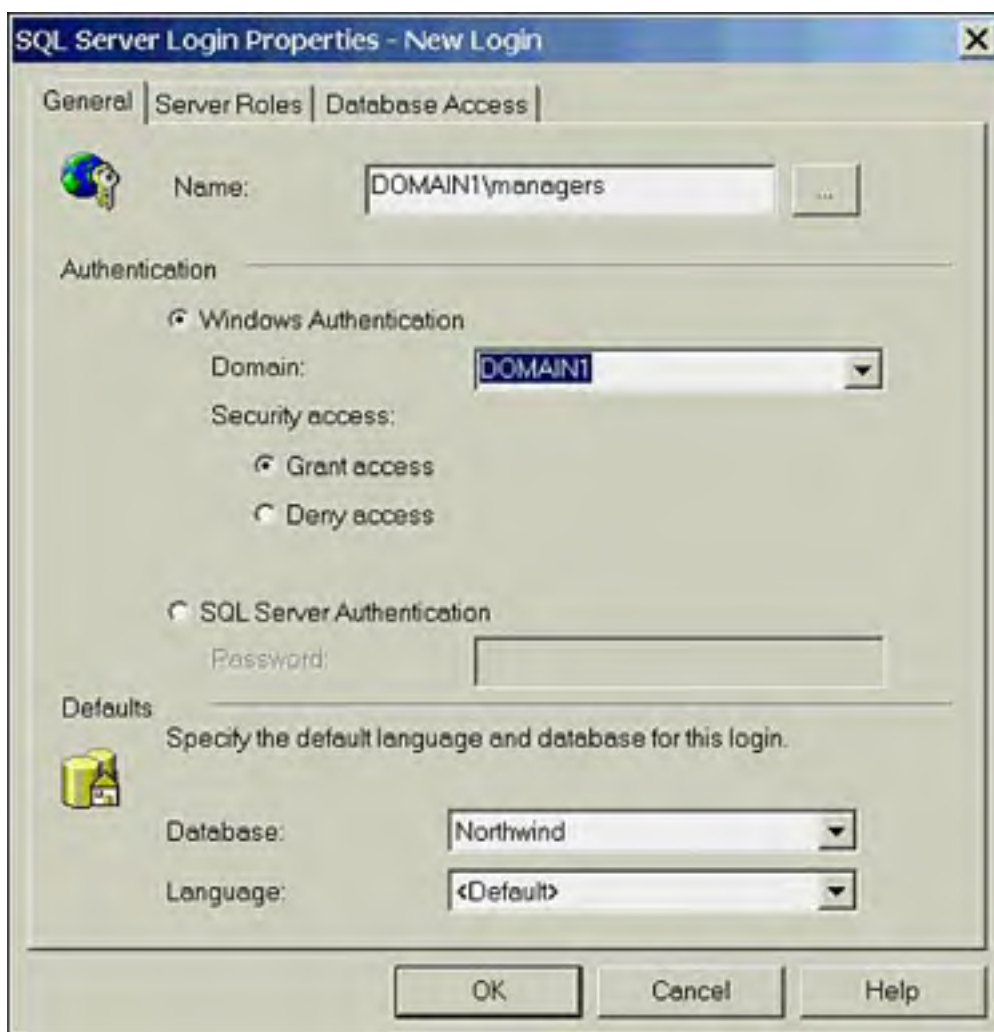 SQL Server Login Properties - New Login
General Server Roles Database Access
Name: DOMAIN1\managers ...
Authentication
Windows Authentication
Domain: DOMAIN1
Security access:
Grant access
Deny access
SQL Server Authentication
Password:
Defaults
Specify the default language and database for this login.
Database: Northwind
Language: <Default>
OK Cancel Help